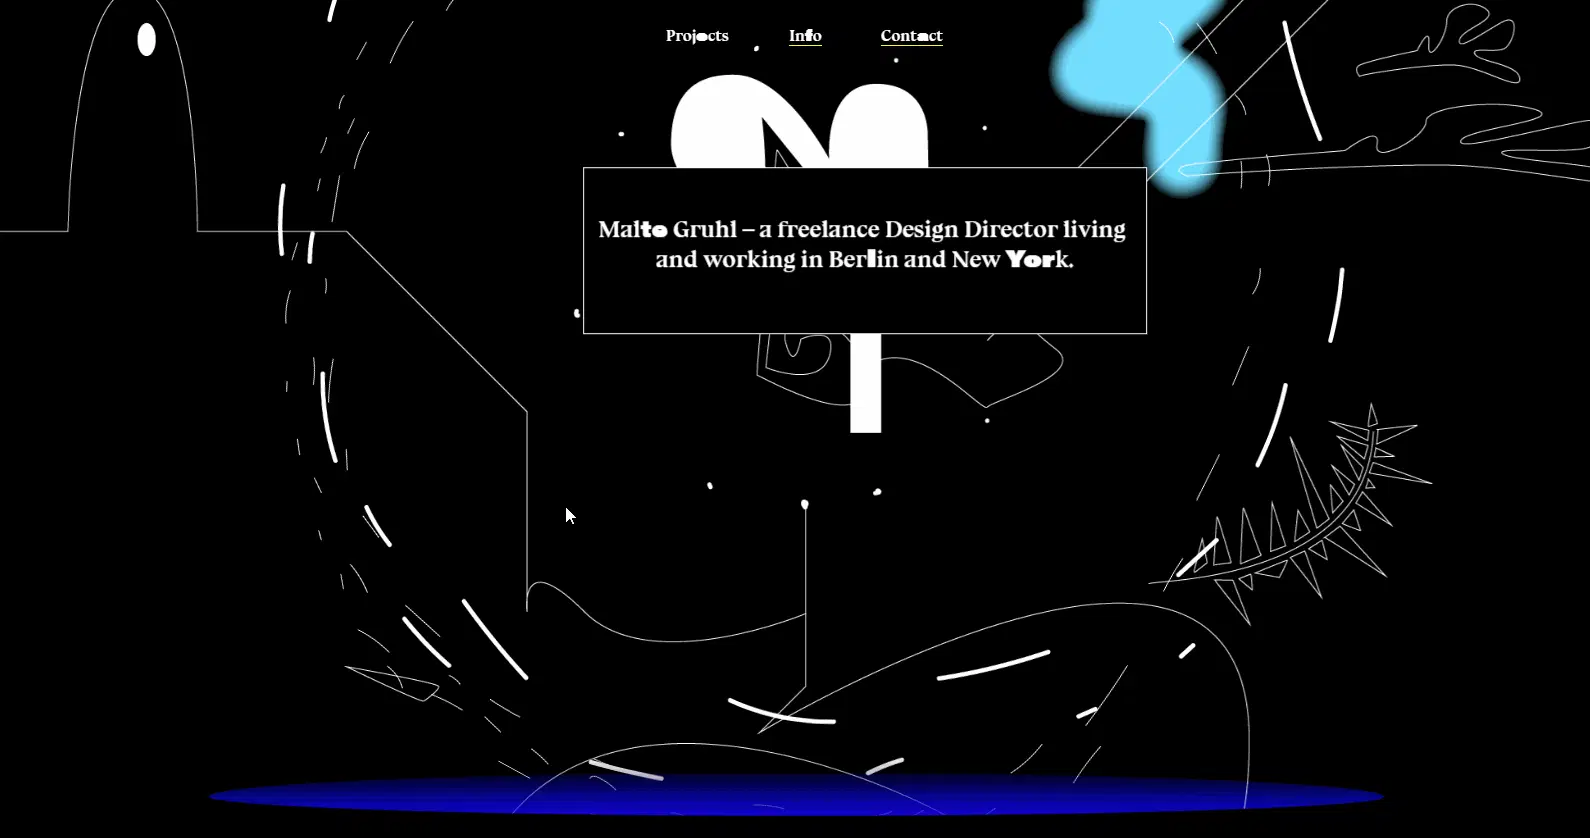 Projects Info Contact
Malte Gruhl – a freelance Design Director living
and working in Berlin and New York.